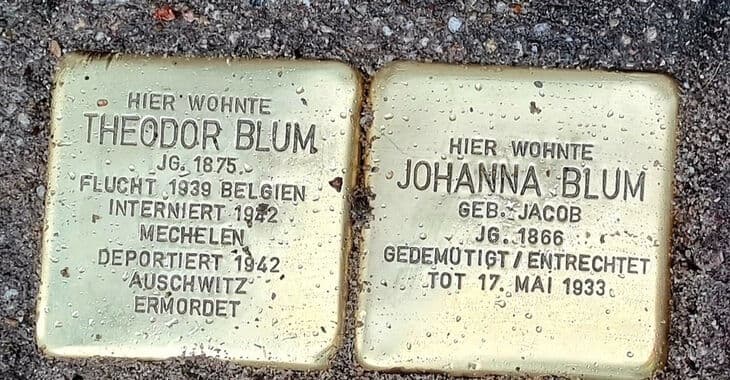 HIER WOHNTE
THEODOR BLUM
JG. 1875
FLUCHT 1939 BELGIEN
INTERNIERT 1942
MECHELEN
DEPORTIERT 1942
AUSCHWITZ
ERMORDET
HIER WOHNTE
JOHANNA BLUM
GEB. JACOB
JG. 1866
GEDEMÜTIGT / ENTRECHTET
TOT 17. MAI 1933